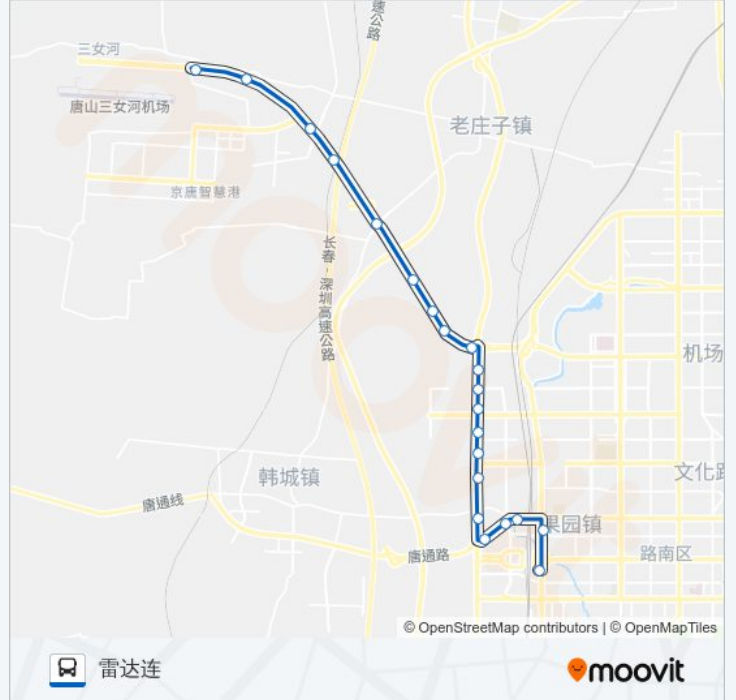 速公路
三女河
唐山三女河机场
老庄子镇
京唐智慧港
长春 - 深圳高速公路
机场
韩城镇
文化路
唐通线
果园镇
唐通路
路南区
© OpenStreetMap contributors | © OpenMapTiles
雷达连
moovit